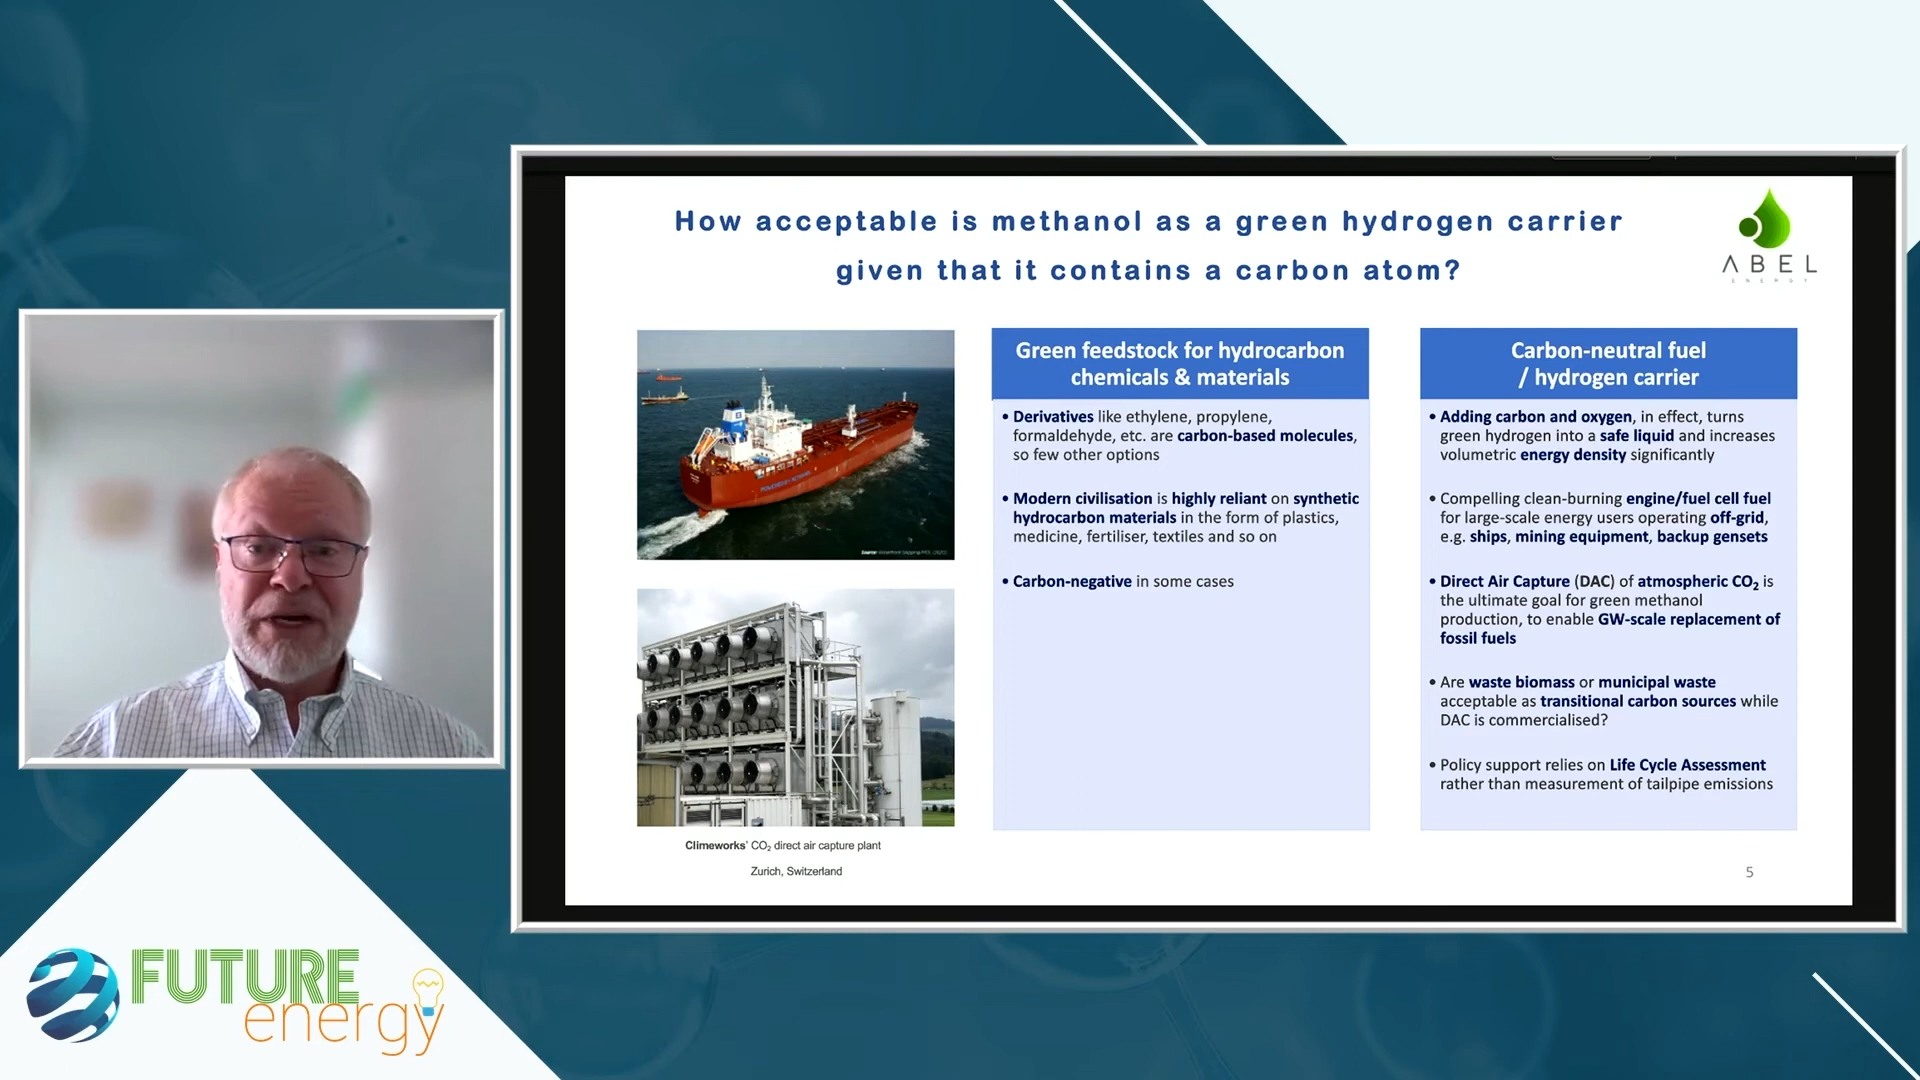 How acceptable is methanol as a green hydrogen carrier
given that it contains a carbon atom?
ABEL
ENERGY
POWERED BY METHANOL
Climeworks' CO₂ direct air capture plant
Zurich, Switzerland
Green feedstock for hydrocarbon
chemicals & materials
• Derivatives like ethylene, propylene,
formaldehyde, etc. are carbon-based molecules,
so few other options
• Modern civilisation is highly reliant on synthetic
hydrocarbon materials in the form of plastics,
medicine, fertiliser, textiles and so on
• Carbon-negative in some cases
Carbon-neutral fuel
/ hydrogen carrier
• Adding carbon and oxygen, in effect, turns
green hydrogen into a safe liquid and increases
volumetric energy density significantly
• Compelling clean-burning engine/fuel cell fuel
for large-scale energy users operating off-grid,
e.g. ships, mining equipment, backup gensets
• Direct Air Capture (DAC) of atmospheric CO₂ is
the ultimate goal for green methanol
production, to enable GW-scale replacement of
fossil fuels
• Are waste biomass or municipal waste
acceptable as transitional carbon sources while
DAC is commercialised?
• Policy support relies on Life Cycle Assessment
rather than measurement of tailpipe emissions
5
FUTURE
energy